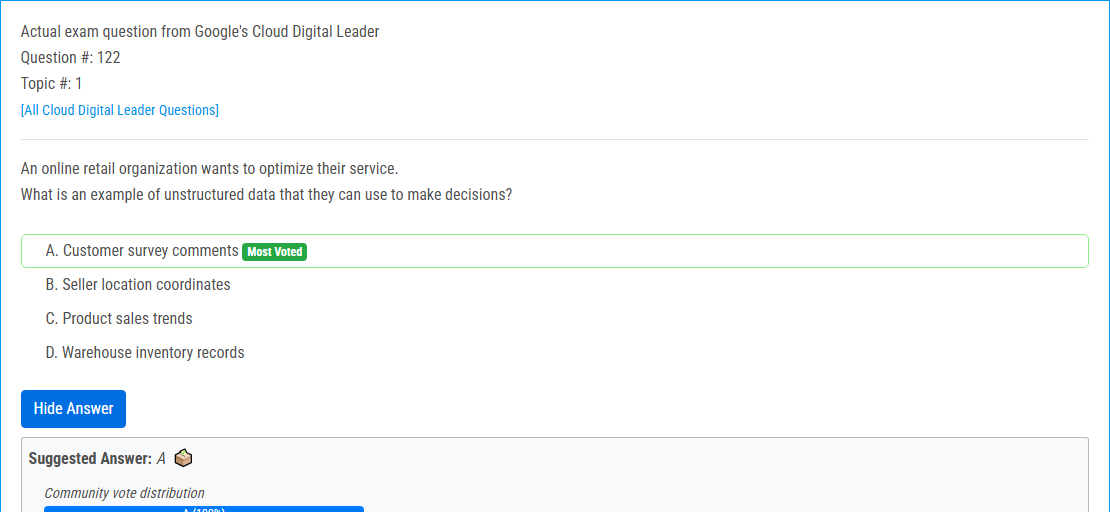 Actual exam question from Google's Cloud Digital Leader
Question #: 122
Topic #: 1
[All Cloud Digital Leader Questions]
An online retail organization wants to optimize their service.
What is an example of unstructured data that they can use to make decisions?
A. Customer survey comments Most Voted
B. Seller location coordinates
C. Product sales trends
D. Warehouse inventory records
Hide Answer
Suggested Answer: A
Community vote distribution
A (100%)